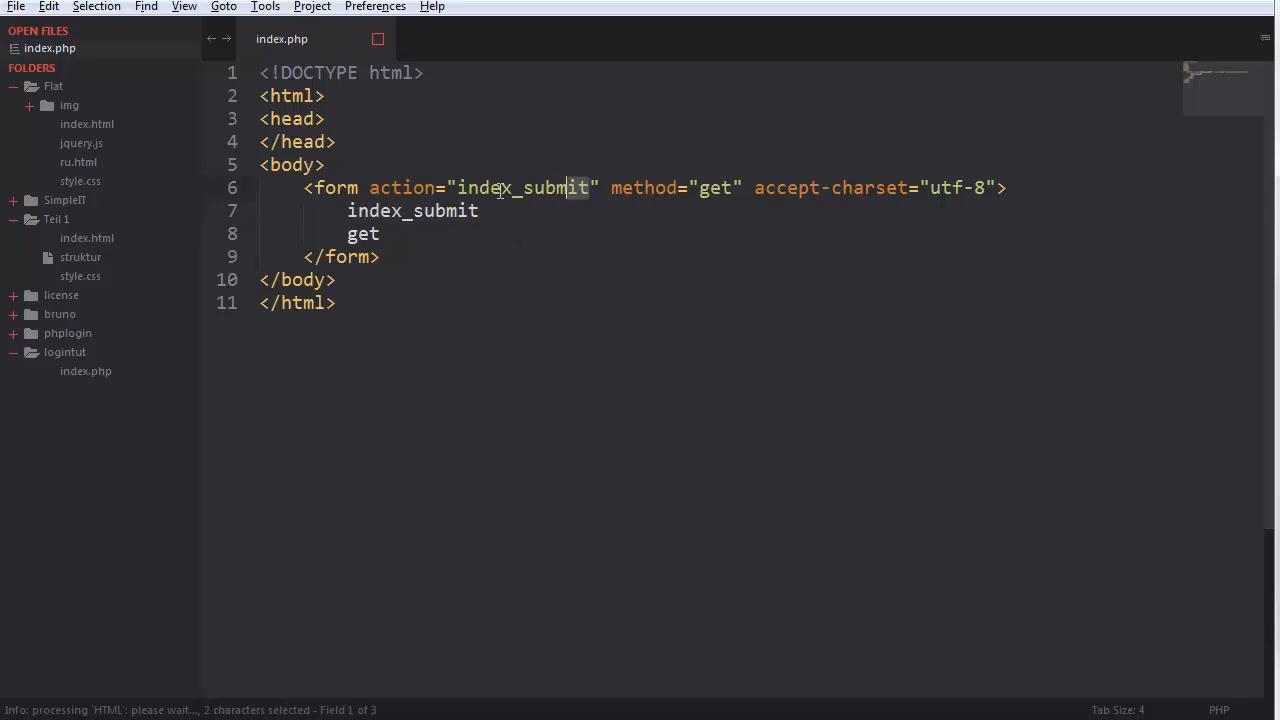 File Edit Selection Find View Goto Tools Project Preferences Help
OPEN FILES
index.php
FOLDERS
Flat
img
index.html
jquery.js
ru.html
style.css
SimpleIT
Teil 1
index.html
struktur
style.css
license
bruno
phplogin
logintut
index.php
index.php
1 <!DOCTYPE html>
2 <html>
3 <head>
4 </head>
5 <body>
6 <form action="index_submit" method="get" accept-charset="utf-8">
7 index_submit
8 get
9 </form>
10 </body>
11 </html>
Info: processing `HTML`: please wait..., 2 characters selected - Field 1 of 3
Tab Size: 4
PHP